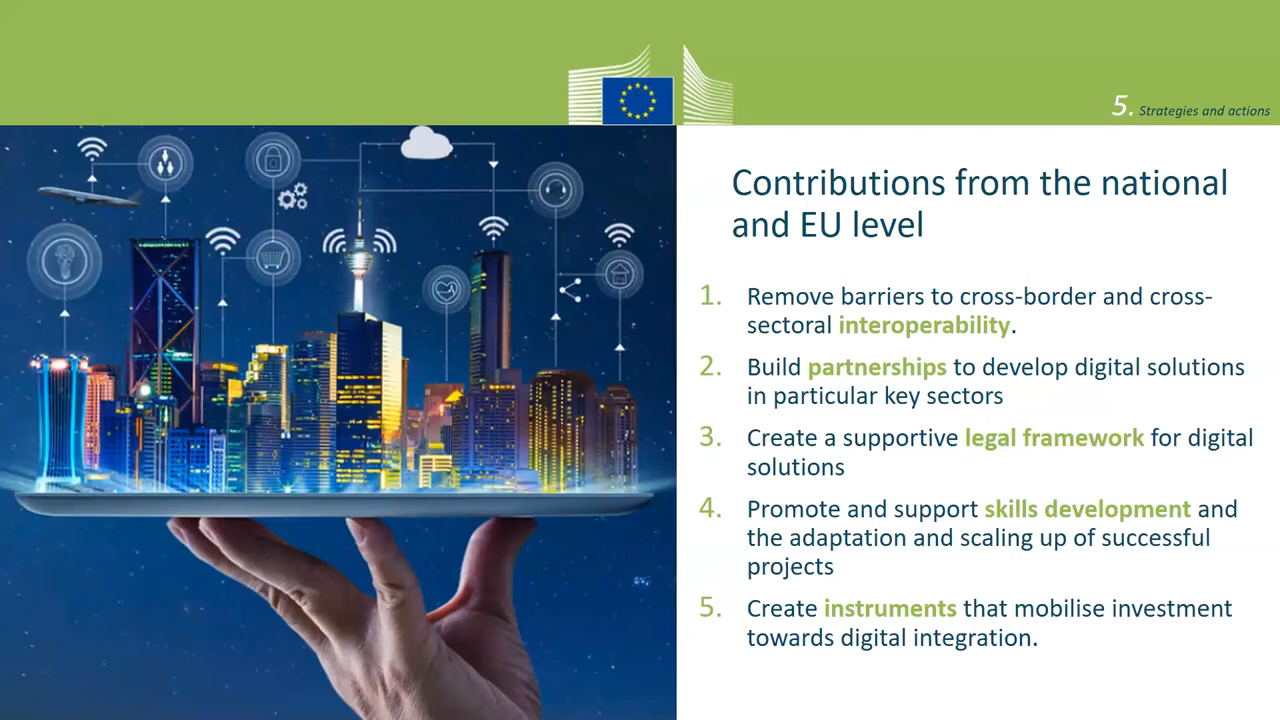 5. Strategies and actions
Contributions from the national
and EU level
1. Remove barriers to cross-border and cross-
sectoral interoperability.
2. Build partnerships to develop digital solutions
in particular key sectors
3. Create a supportive legal framework for digital
solutions
4. Promote and support skills development and
the adaptation and scaling up of successful
projects
5. Create instruments that mobilise investment
towards digital integration.